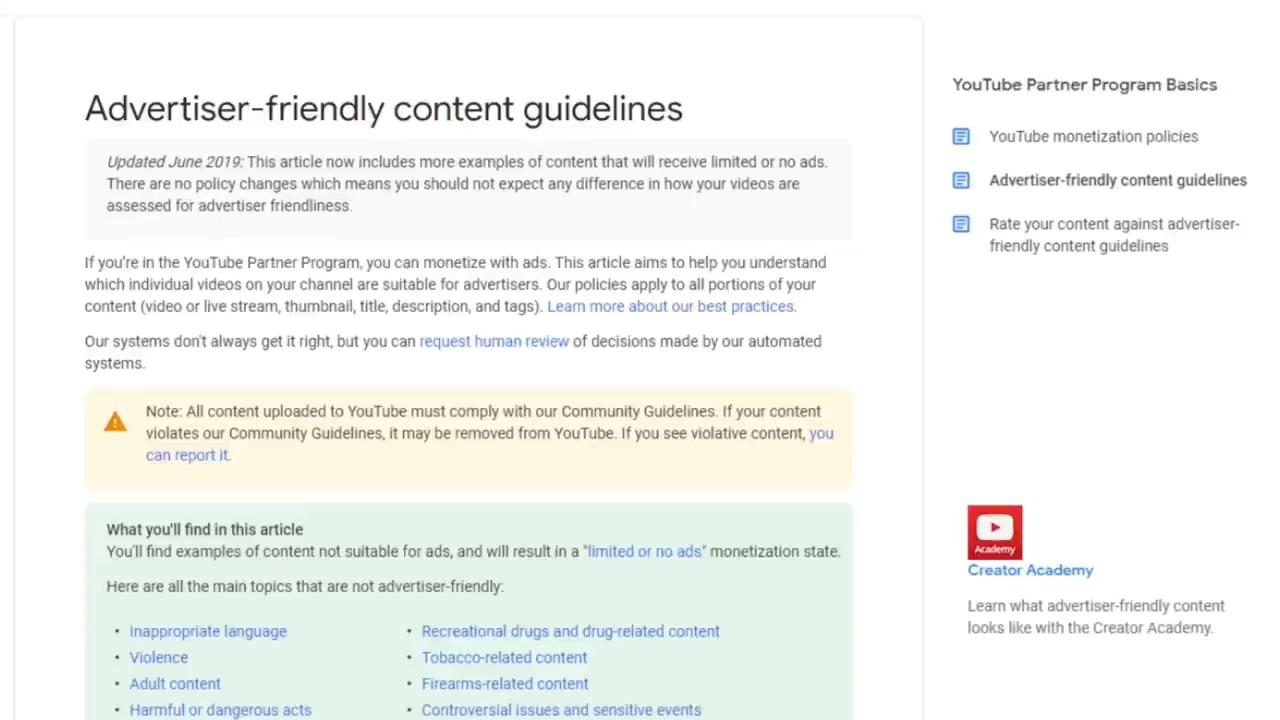 Advertiser-friendly content guidelines
Updated June 2019: This article now includes more examples of content that will receive limited or no ads.
There are no policy changes which means you should not expect any difference in how your videos are
assessed for advertiser friendliness.
If you're in the YouTube Partner Program, you can monetize with ads. This article aims to help you understand
which individual videos on your channel are suitable for advertisers. Our policies apply to all portions of your
content (video or live stream, thumbnail, title, description, and tags). Learn more about our best practices.
Our systems don't always get it right, but you can request human review of decisions made by our automated
systems.
Note: All content uploaded to YouTube must comply with our Community Guidelines. If your content
violates our Community Guidelines, it may be removed from YouTube. If you see violative content, you
can report it.
What you'll find in this article
You'll find examples of content not suitable for ads, and will result in a "limited or no ads" monetization state.
Here are all the main topics that are not advertiser-friendly:
• Inappropriate language
• Violence
• Adult content
• Harmful or dangerous acts
• Recreational drugs and drug-related content
• Tobacco-related content
• Firearms-related content
• Controversial issues and sensitive events
YouTube Partner Program Basics
YouTube monetization policies
Advertiser-friendly content guidelines
Rate your content against advertiser-
friendly content guidelines
Academy
Creator Academy
Learn what advertiser-friendly content
looks like with the Creator Academy.